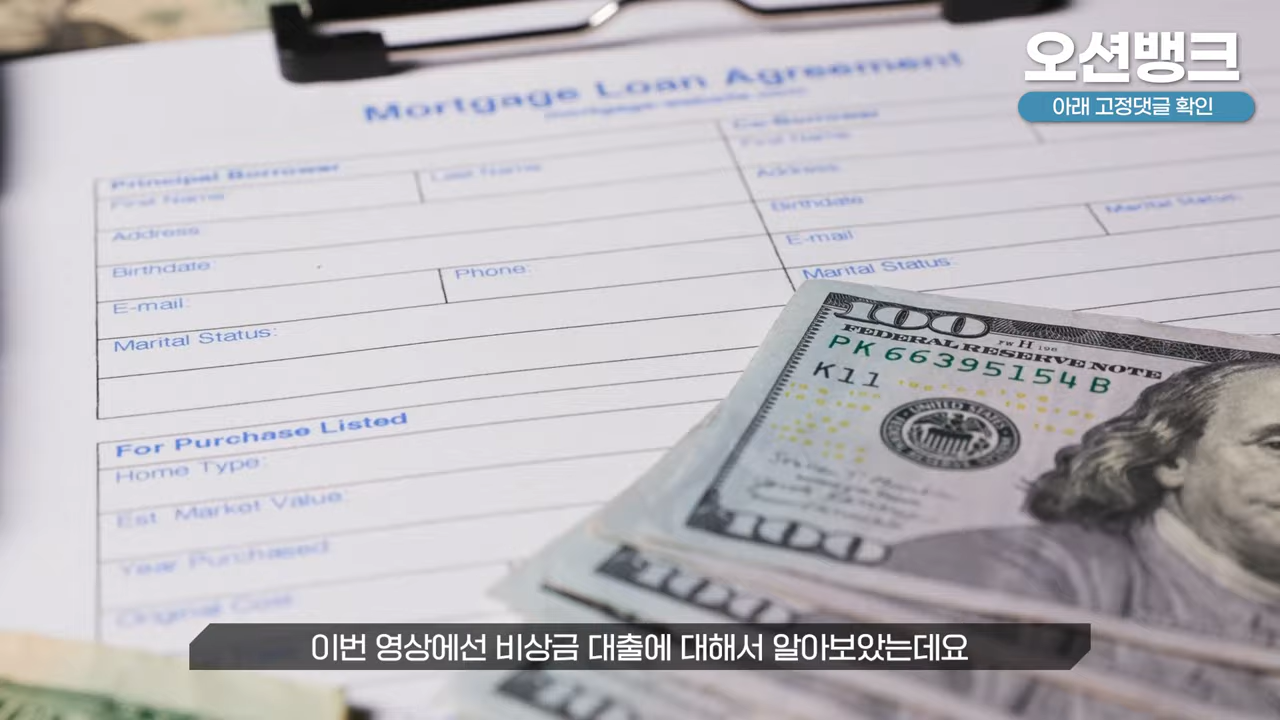 오션뱅크
아래 고정댓글 확인
Mortgage Loan Agreement
Principal Borrower
First Name
Last Name
Address
Birthdate:
E-mail:
Phone:
Marital Status:
Co-Borrower
First Name
Address
Birthdate
E-mail
Marital Status:
Marital Status:
For Purchase Listed
Home Type:
Est Market Value:
Year Purchased
Original Cost
100
FEDERAL RESERVE NOTE
PK 66395154 B
K11
UNITED STATES
100
100
이번 영상에선 비상금 대출에 대해서 알아보았는데요